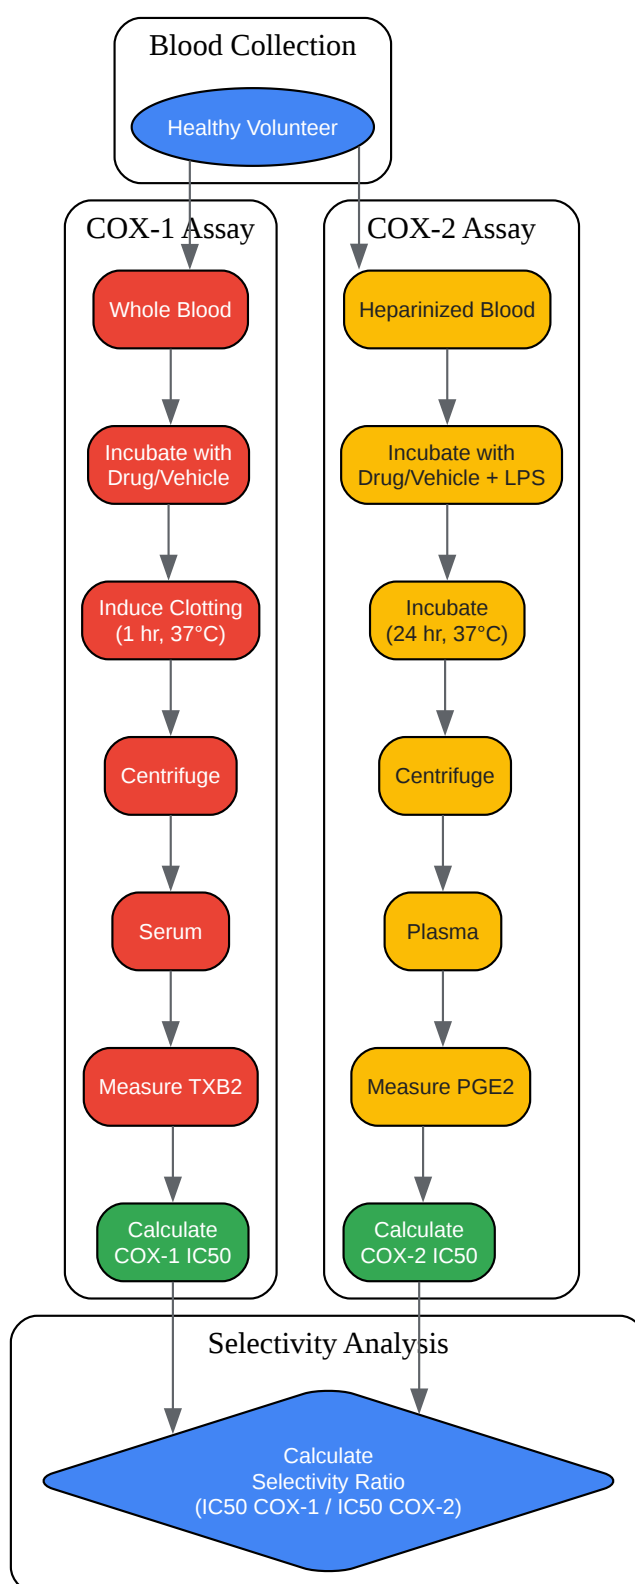 Blood Collection
Healthy Volunteer
COX-1 Assay
Whole Blood
Incubate with
Drug/Vehicle
Induce Clotting
(1 hr, 37°C)
Centrifuge
Serum
Measure TXB2
Calculate
COX-1 IC50
COX-2 Assay
Heparinized Blood
Incubate with
Drug/Vehicle + LPS
Incubate
(24 hr, 37°C)
Centrifuge
Plasma
Measure PGE2
Calculate
COX-2 IC50
Selectivity Analysis
Calculate
Selectivity Ratio
(IC50 COX-1 / IC50 COX-2)